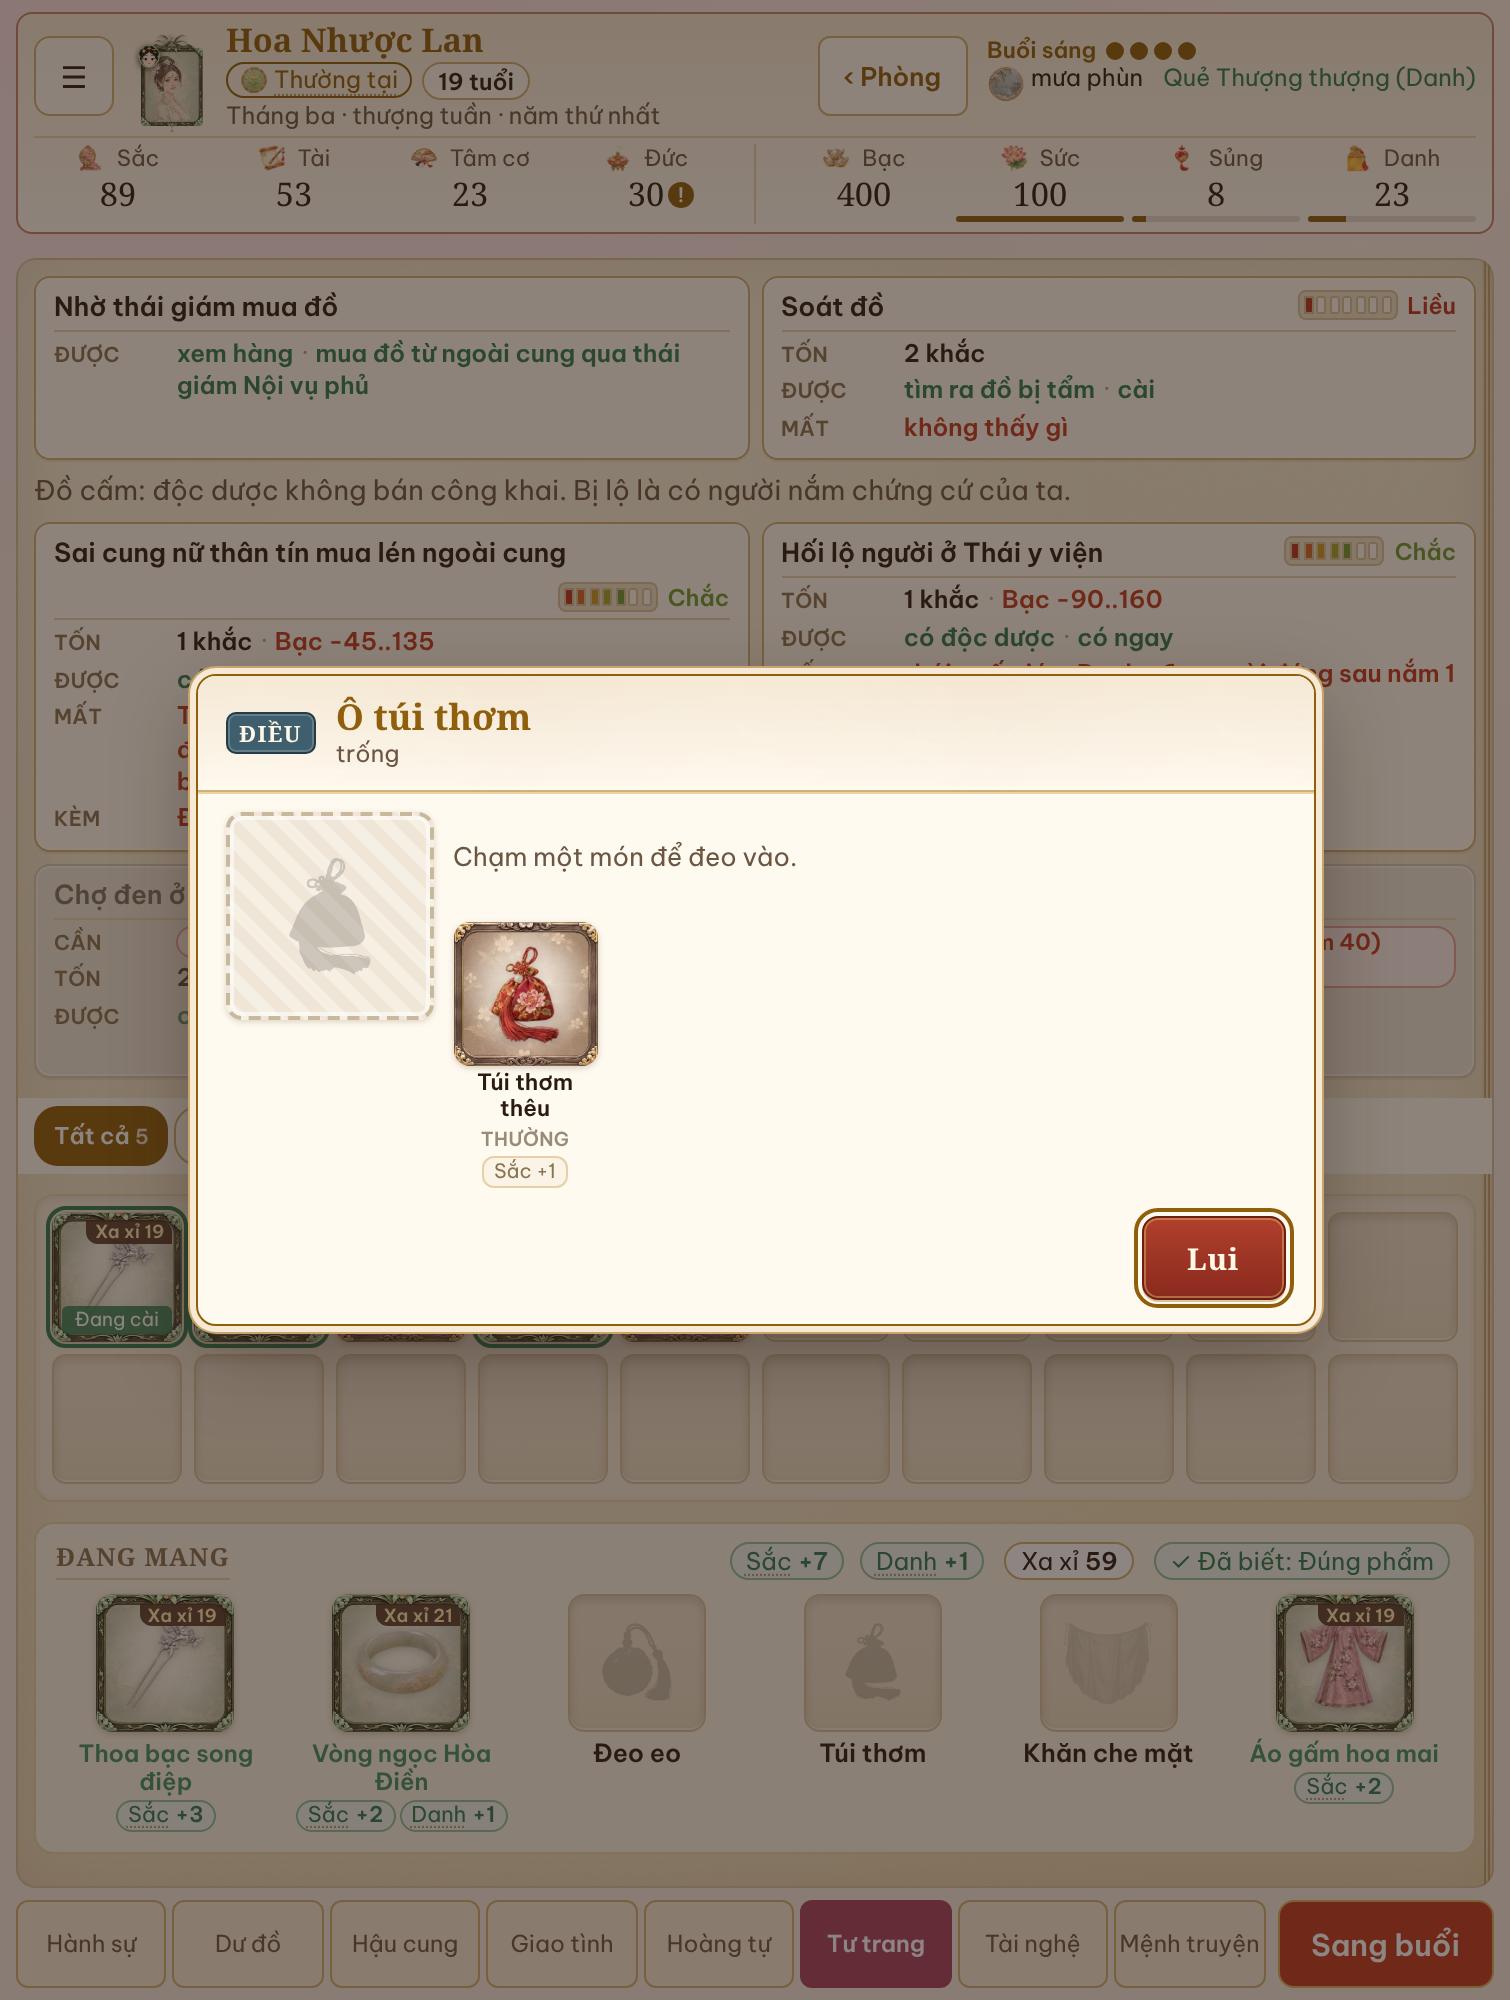 ☰
Hoa Nhược Lan
Thường tại
19 tuổi
Tháng ba · thượng tuần · năm thứ nhất
‹ Phòng
Buổi sáng
mưa phùn Quẻ Thượng thượng (Danh)
Sắc Tài Tâm cơ Đức Bạc Sức Sủng Danh
89 53 23 30 ! 400 100 8 23
Nhờ thái giám mua đồ
ĐƯỢC xem hàng · mua đồ từ ngoài cung qua thái
giám Nội vụ phủ
Soát đồ Liều
TỐN 2 khắc
ĐƯỢC tìm ra đồ bị tẩm · cài
MẤT không thấy gì
Đồ cấm: độc dược không bán công khai. Bị lộ là có người nắm chứng cứ của ta.
Sai cung nữ thân tín mua lén ngoài cung
Chắc
TỐN 1 khắc · Bạc -45..135
ĐƯỢC
MẤT
KÈM
Hối lộ người ở Thái y viện Chắc
TỐN 1 khắc · Bạc -90..160
ĐƯỢC có độc dược · có ngay
sau nắm 1
Chợ đen ở
CẦN
TỐN 2
ĐƯỢC
40)
ĐIỀU
Ô túi thơm
trống
Chạm một món để đeo vào.
Túi thơm
thêu
THƯỜNG
Sắc +1
Lui
Tất cả 5
Xa xỉ 19
Đang cài
ĐANG MANG
Sắc +7 Danh +1 Xa xỉ 59 ✓ Đã biết: Đúng phẩm
Xa xỉ 19
Thoa bạc song
điệp
Sắc +3
Xa xỉ 21
Vòng ngọc Hòa
Điền
Sắc +2 Danh +1
Đeo eo
Túi thơm
Khăn che mặt
Xa xỉ 19
Áo gấm hoa mai
Sắc +2
Hành sự
Dư đồ
Hậu cung
Giao tình
Hoàng tự
Tư trang
Tài nghệ
Mệnh truyện
Sang buổi